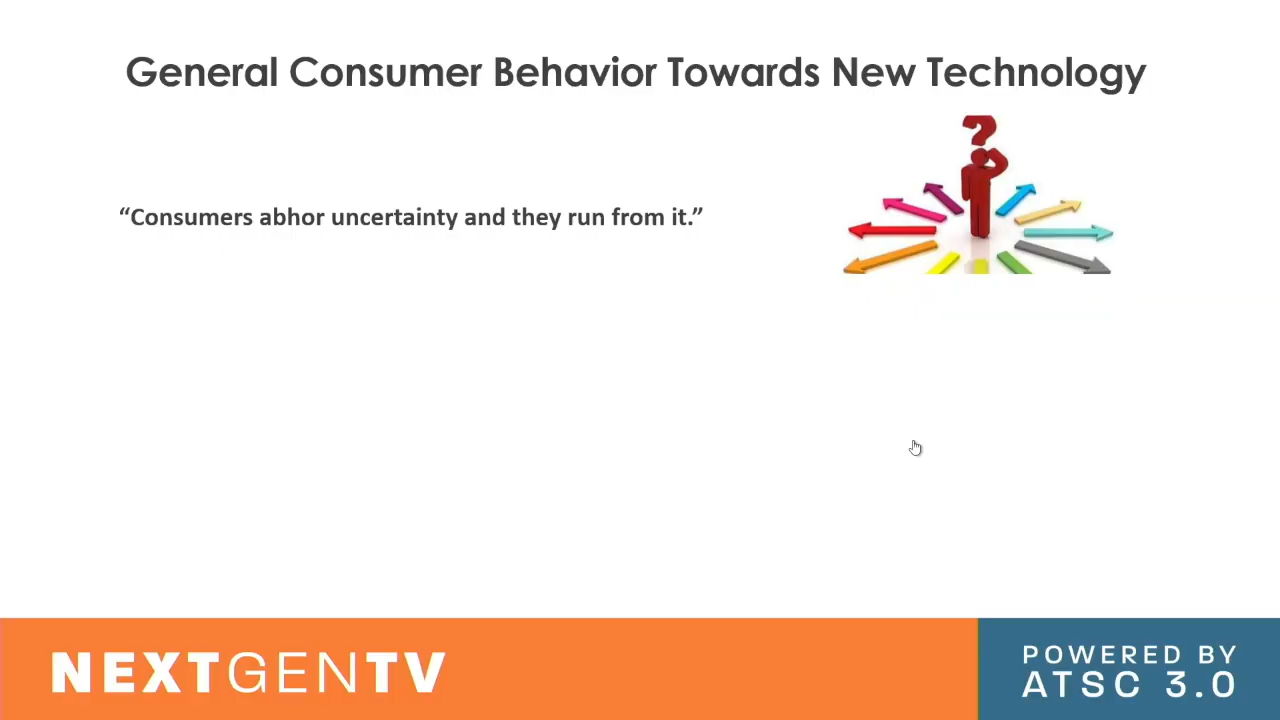 General Consumer Behavior Towards New Technology
?
“Consumers abhor uncertainty and they run from it.”
NEXTGENTV
POWERED BY
ATSC 3.0